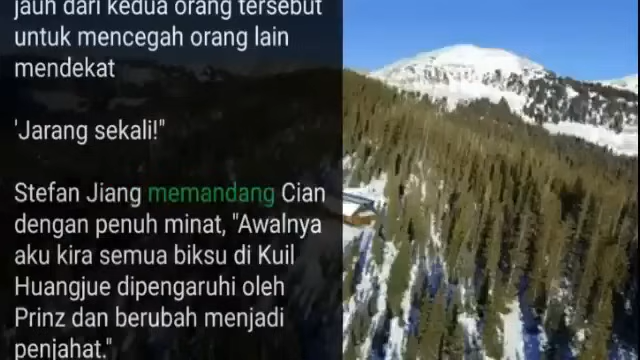 jauh dari kedua orang tersebut
untuk mencegah orang lain
mendekat
'Jarang sekali!"
Stefan Jiang memandang Cian
dengan penuh minat, "Awalnya
aku kira semua biksu di Kuil
Huangjue dipengaruhi oleh
Prinz dan berubah menjadi
penjahat."